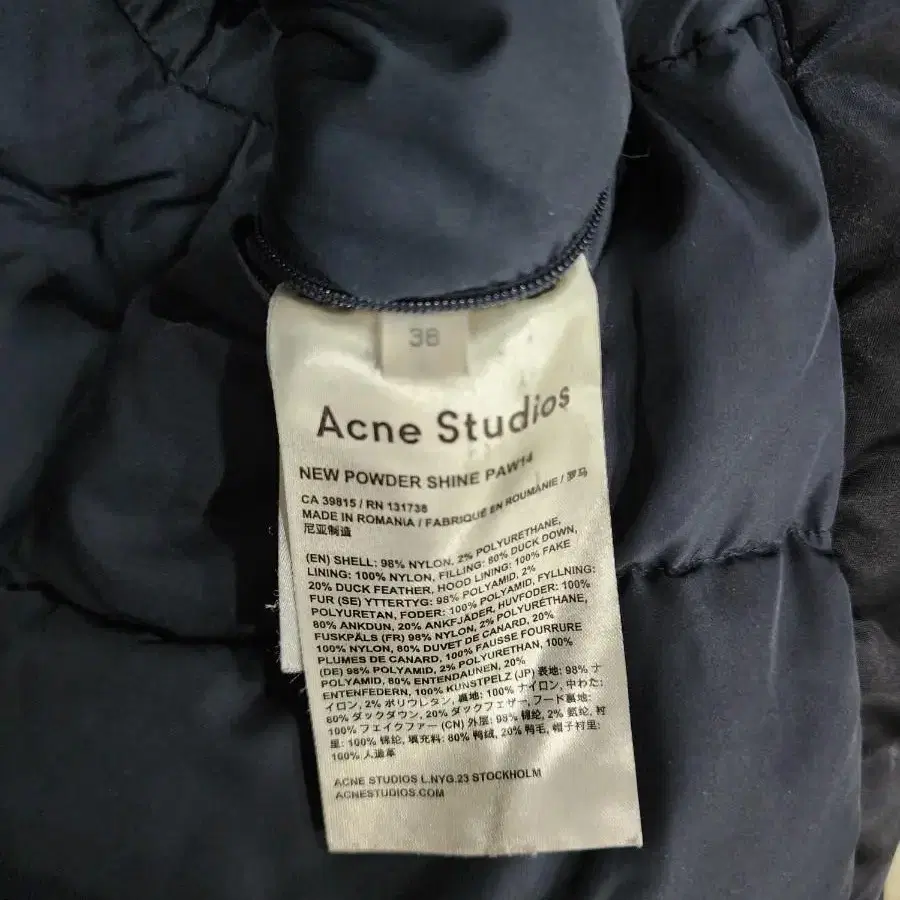 38
Acne Studios
NEW POWDER SHINE PAW14
CA 39815 / RN 131738
MADE IN ROMANIA / FABRIQUÉ EN ROUMANIE / 罗马
尼亚制造
(EN) SHELL: 98% NYLON, 2% POLYURETHANE,
LINING: 100% NYLON, FILLING: 80% DUCK DOWN,
20% DUCK FEATHER, HOOD LINING: 100% FAKE
FUR (SE) YTTERTYG: 98% POLYAMID, 2%
POLYURETAN, FODER: 100% POLYAMID, FYLLNING:
80% ANKDUN, 20% ANKFJÄDER, HUVFODER: 100%
FUSKPÄLS (FR) 98% NYLON, 2% POLYURÉTHANE,
100% NYLON, 80% DUVET DE CANARD, 20%
PLUMES DE CANARD, 100% FAUSSE FOURRURE
(DE) 98% POLYAMID, 2% POLYURETHAN, 100%
POLYAMID, 80% ENTENDAUNEN, 20%
ENTENFEDERN, 100% KUNSTPELZ (JP) 表地: 98% ナ
イロン, 2% ポリウレタン, 裏地: 100% ナイロン, 中わた:
80% ダックダウン, 20% ダックフェザー, フード裏地:
100% フェイクファー (CN) 外层: 98% 锦纶, 2% 氨纶, 衬
里: 100% 锦纶, 填充料: 80% 鸭绒, 20% 鸭毛, 帽子衬里:
100% 人造革
ACNE STUDIOS L.NYG.23 STOCKHOLM
ACNESTUDIOS.COM